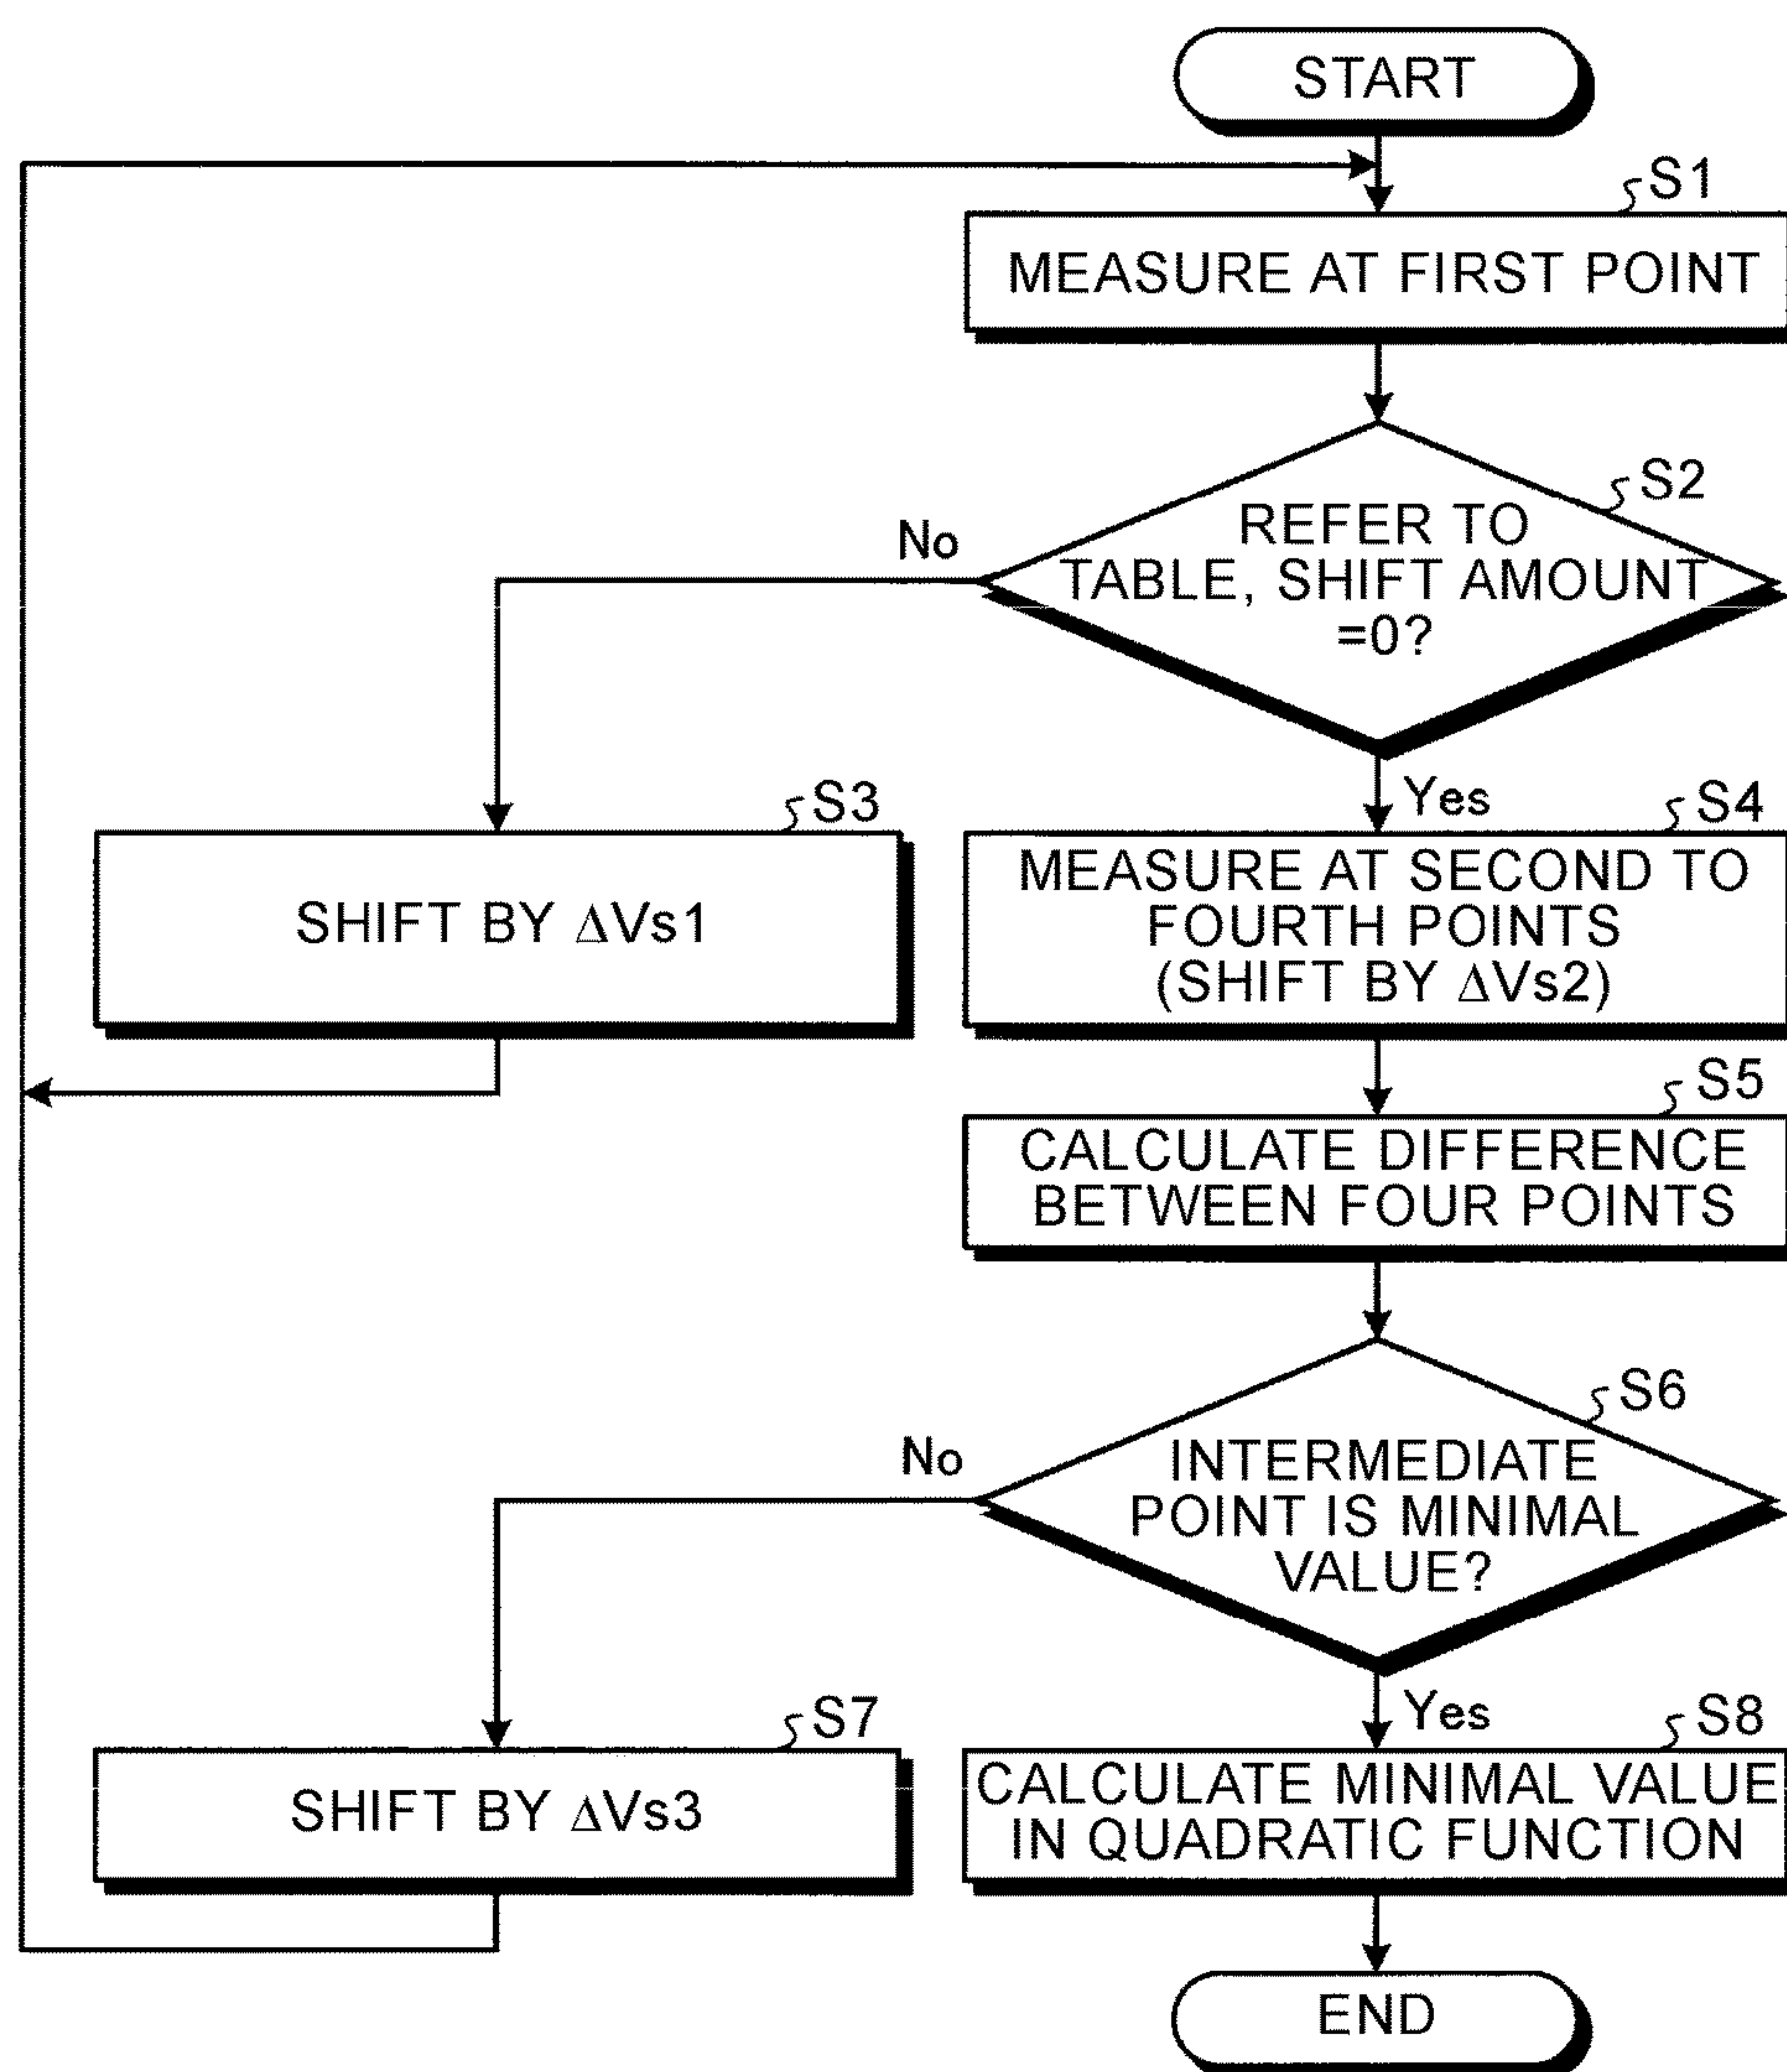 START
S1
MEASURE AT FIRST POINT
S2
REFER TO
TABLE, SHIFT AMOUNT
=0?
No
Yes
S3
SHIFT BY ΔVs1
S4
MEASURE AT SECOND TO
FOURTH POINTS
(SHIFT BY ΔVs2)
S5
CALCULATE DIFFERENCE
BETWEEN FOUR POINTS
S6
INTERMEDIATE
POINT IS MINIMAL
VALUE?
No
Yes
S7
SHIFT BY ΔVs3
S8
CALCULATE MINIMAL VALUE
IN QUADRATIC FUNCTION
END